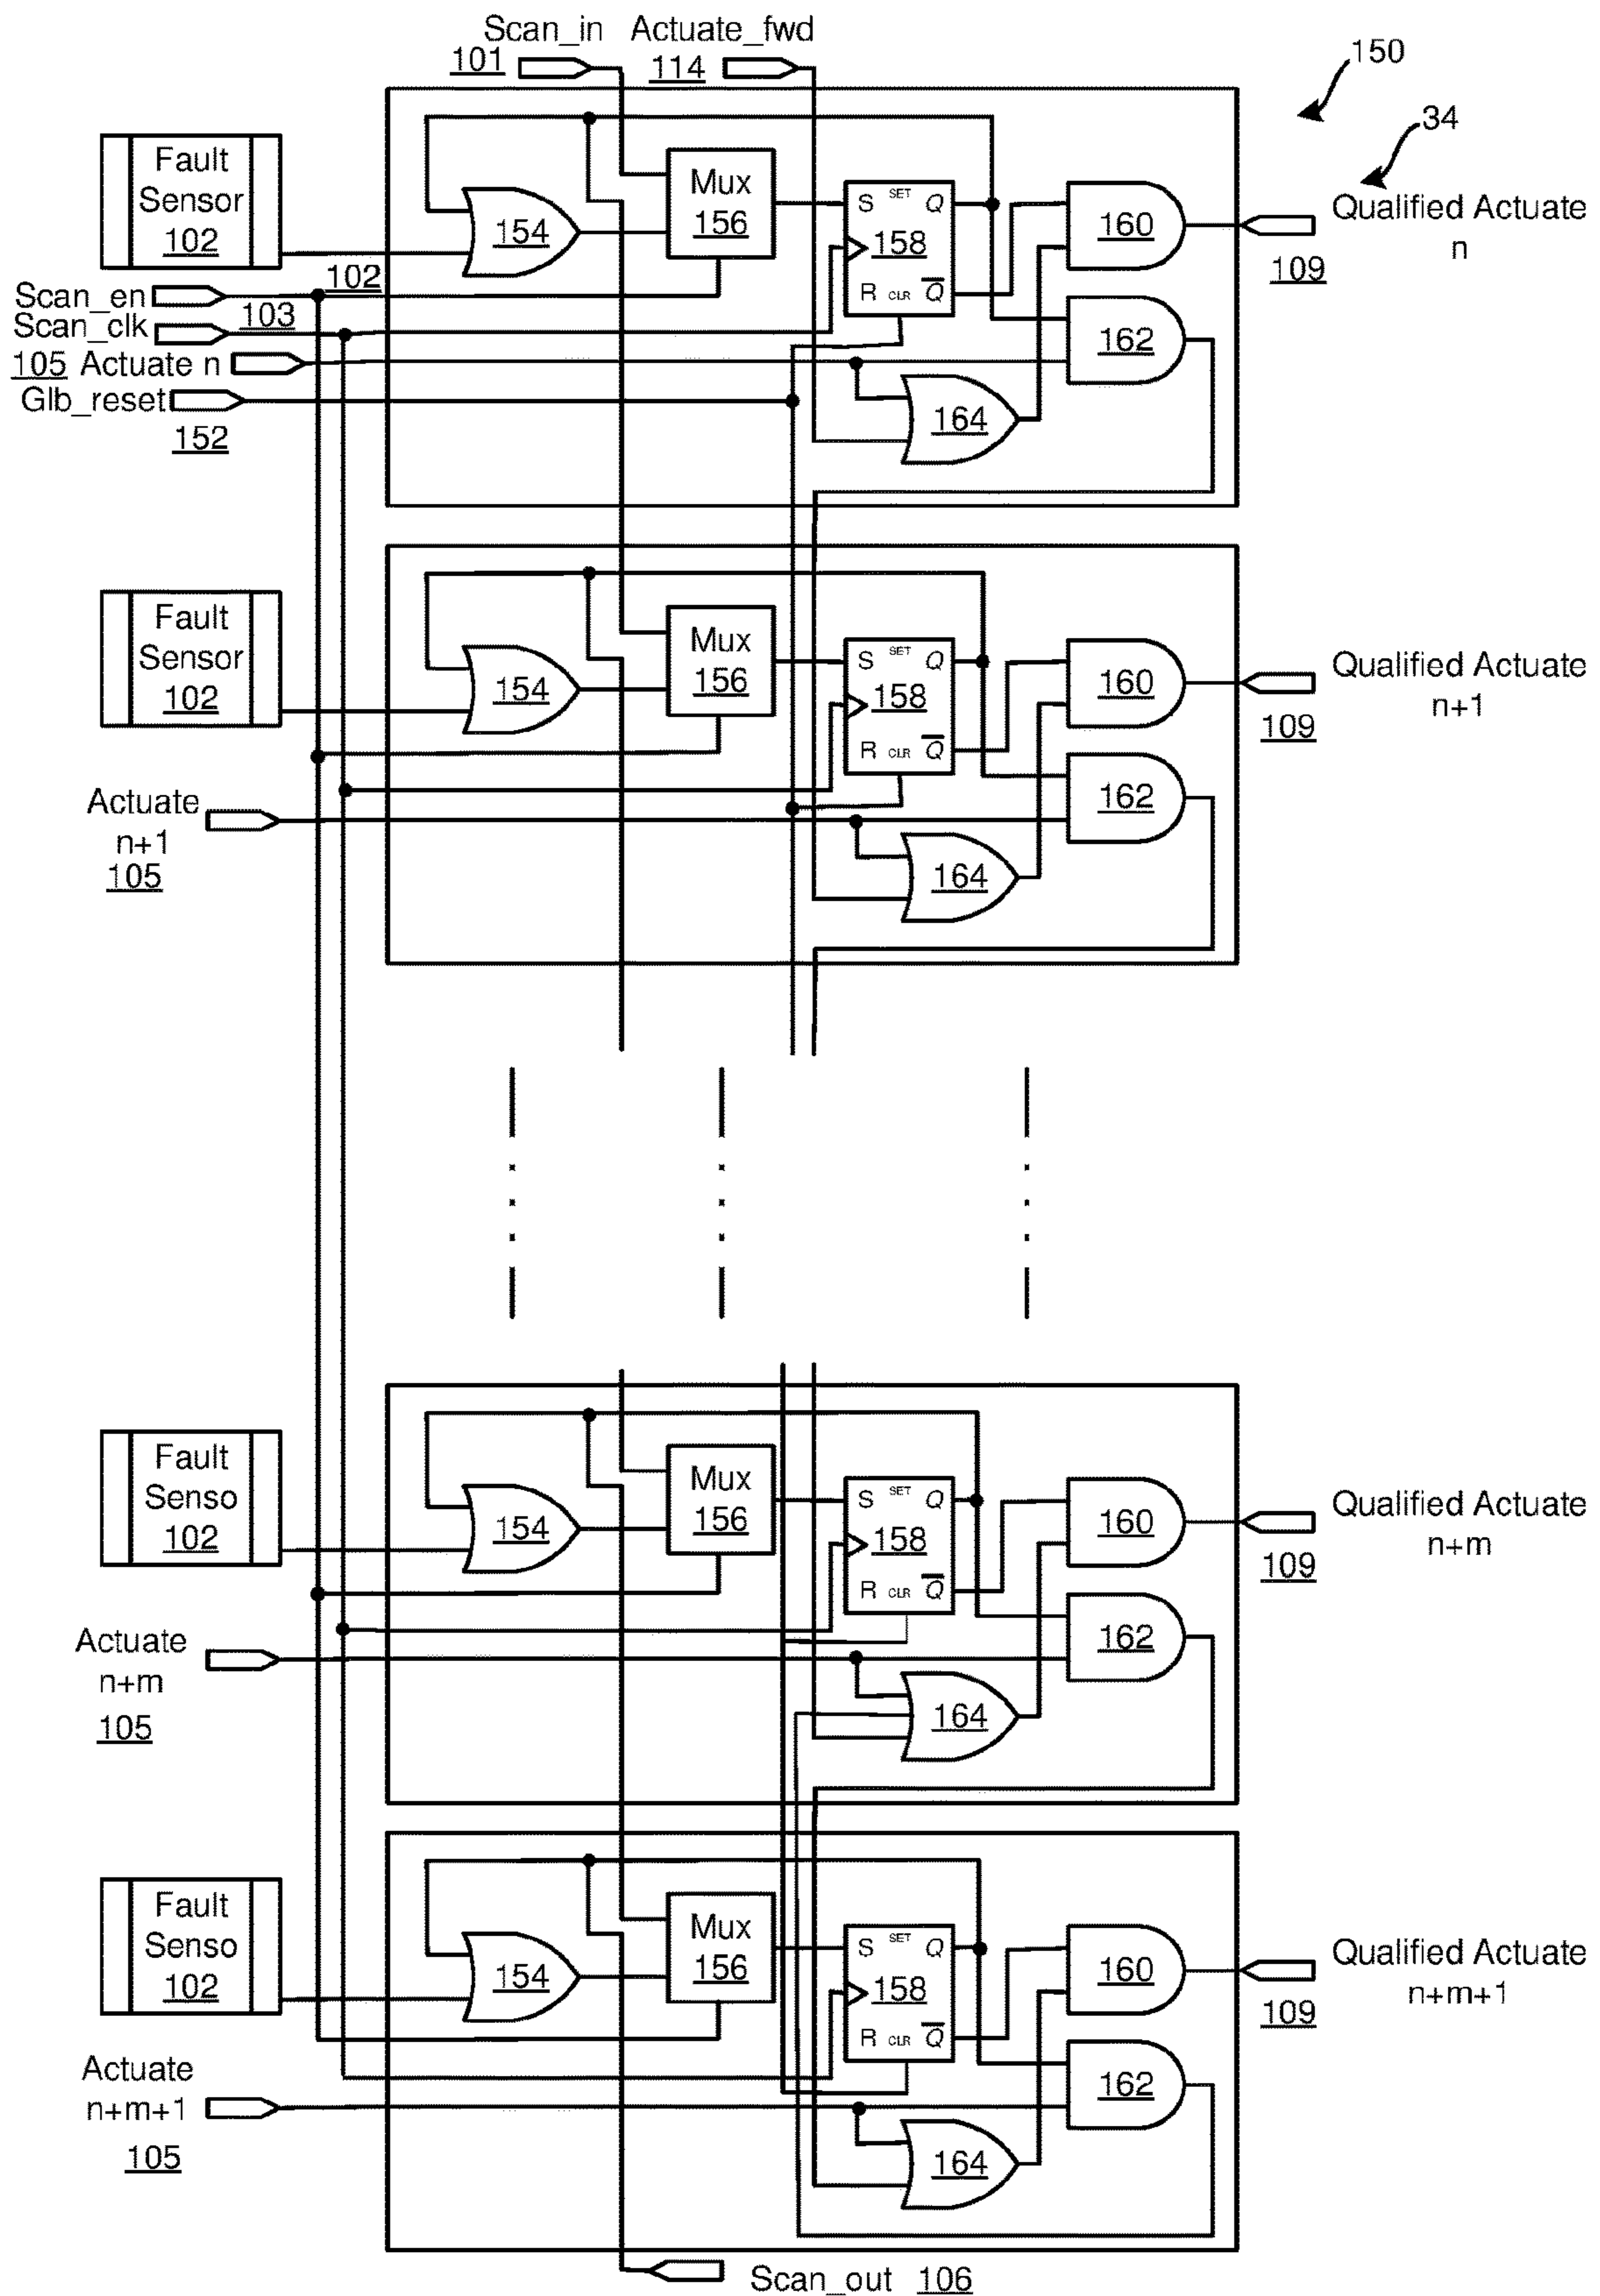 Scan_in
101
Actuate_fwd
114
150
34
Fault
Sensor
102
154
Mux
156
S SET Q
158
R CLR Q̅
160
Qualified Actuate
n
109
162
164
Scan_en
102
Scan_clk
103
105 Actuate n
Glb_reset
152
Fault
Sensor
102
154
Mux
156
S SET Q
158
R CLR Q̅
160
Qualified Actuate
n+1
109
162
164
Actuate
n+1
105
Fault
Senso
102
154
Mux
156
S SET Q
158
R CLR Q̅
160
Qualified Actuate
n+m
109
162
164
Actuate
n+m
105
Fault
Senso
102
154
Mux
156
S SET Q
158
R CLR Q̅
160
Qualified Actuate
n+m+1
109
162
164
Actuate
n+m+1
105
Scan_out 106